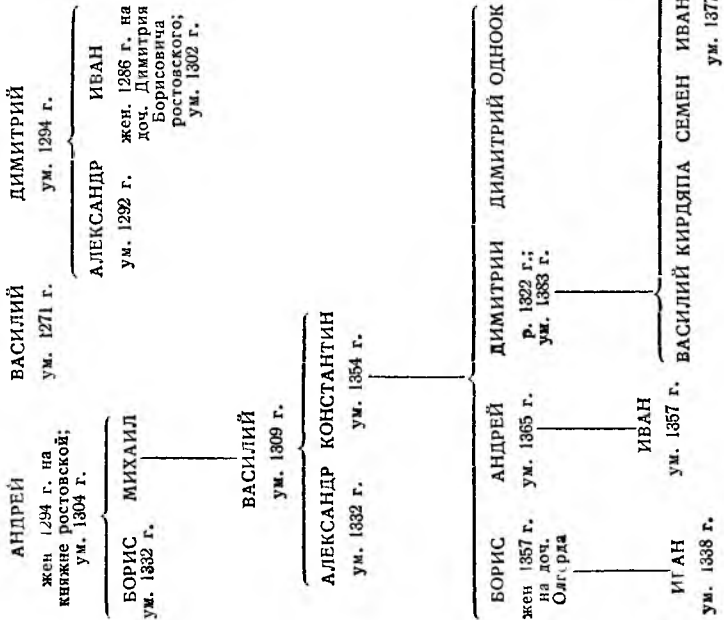 АНДРЕЙ
жен 1294 г. на
княжне ростовской;
ум. 1304 г.
ВАСИЛИЙ
ум. 1271 г.
ДИМИТРИЙ
ум. 1294 г.
БОРИС
ум. 1332 г.
МИХАИЛ
АЛЕКСАНДР
ум. 1292 г.
ИВАН
жен. 1286 г. на
доч. Димитрия
Борисовича
ростовского;
ум. 1302 г.
ВАСИЛИЙ
ум. 1309 г.
АЛЕКСАНДР
ум. 1332 г.
КОНСТАНТИН
ум. 1354 г.
БОРИС
жен 1357 г.
на доч.
АНДРЕЙ
ум. 1365 г.
ДИМИТРИИ
р. 1322 г.;
ум. 1383 г.
ДИМИТРИЙ ОДНООК
ум. 1338 г.
ИВАН
ум. 1357 г.
ВАСИЛИЙ КИРДЯПА
СЕМЕН
ИВАН
ум. 137